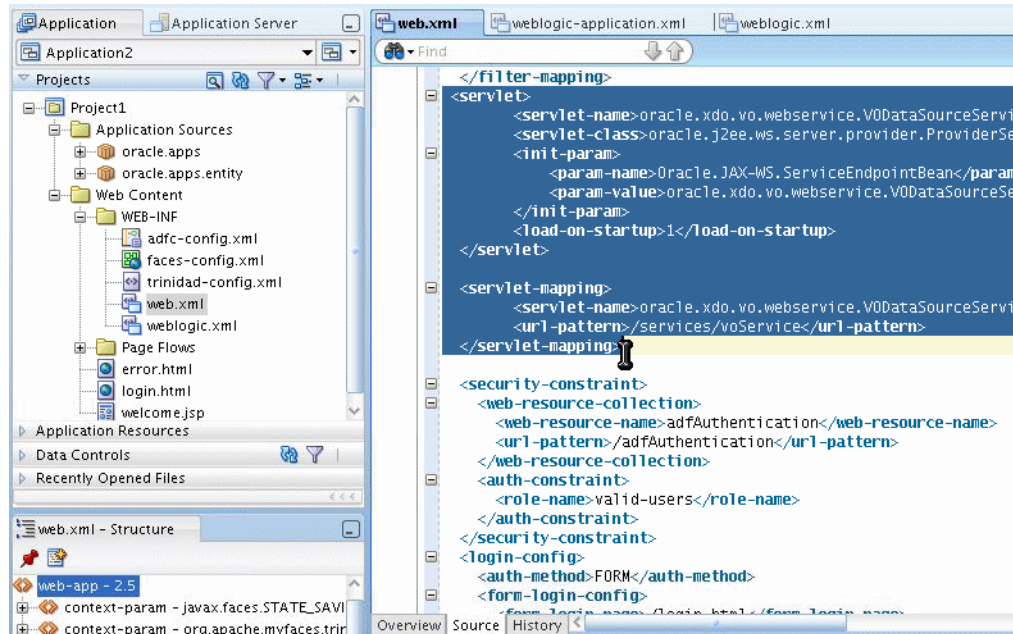 Application
Application Server
Application2
Projects
Project1
Application Sources
oracle.apps
oracle.apps.entity
Web Content
WEB-INF
adfc-config.xml
faces-config.xml
trinidad-config.xml
web.xml
weblogic.xml
Page Flows
error.html
login.html
welcome.jsp
Application Resources
Data Controls
Recently Opened Files
web.xml - Structure
web-app - 2.5
context-param - javax.faces.STATE_SAVI
context-param - org.apache.myfaces.trin
web.xml
weblogic-application.xml
weblogic.xml
Find
</filter-mapping>
<servlet>
<servlet-name>oracle.xdo.vo.webservice.VODataSourceServi
<servlet-class>oracle.j2ee.ws.server.provider.ProviderSe
<init-param>
<param-name>Oracle.JAX-WS.ServiceEndpointBean</param
<param-value>oracle.xdo.vo.webservice.VODataSourceSe
</init-param>
<load-on-startup>1</load-on-startup>
</servlet>
<servlet-mapping>
<servlet-name>oracle.xdo.vo.webservice.VODataSourceServi
<url-pattern>/services/voService</url-pattern>
</servlet-mapping>
<security-constraint>
<web-resource-collection>
<web-resource-name>adfAuthentication</web-resource-name>
<url-pattern>/adfAuthentication</url-pattern>
</web-resource-collection>
<auth-constraint>
<role-name>valid-users</role-name>
</auth-constraint>
</security-constraint>
<login-config>
<auth-method>FORM</auth-method>
<form-login-config>
<form-login-page>/login.html</form-login-page>
Overview Source History